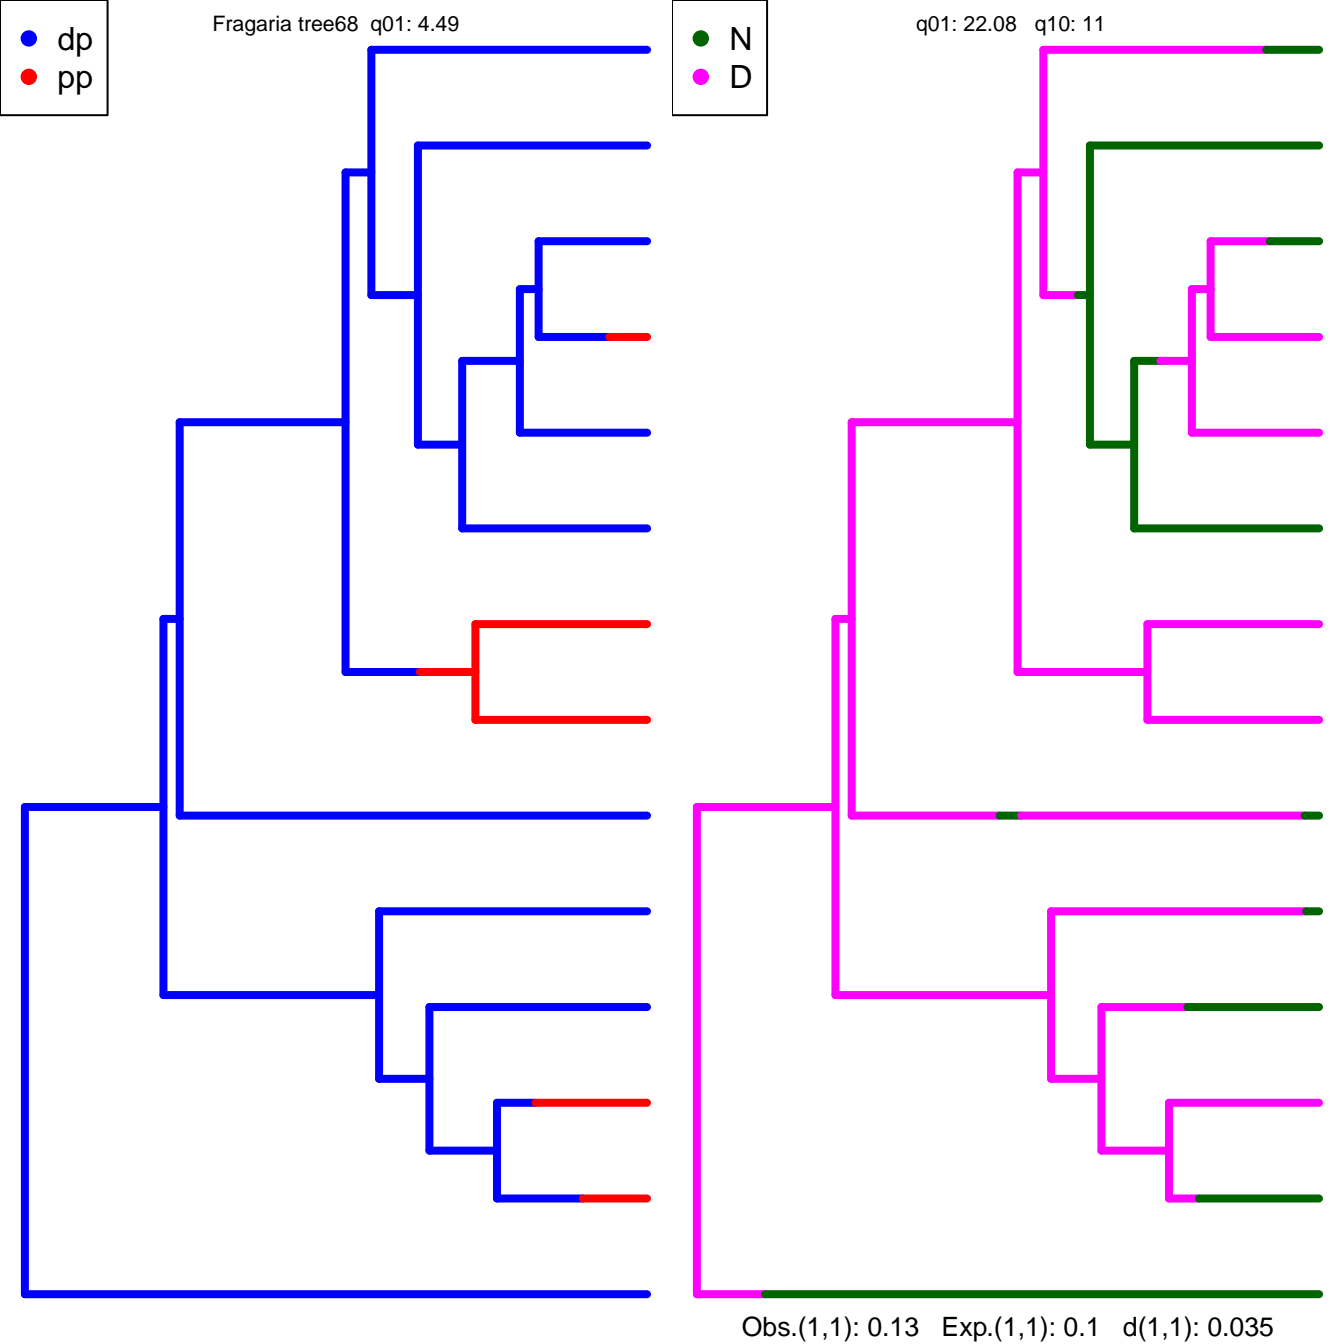 Fragaria tree68  q01: 4.49
dp
pp
q01: 22.08   q10: 11
N
D
Obs.(1,1): 0.13   Exp.(1,1): 0.1   d(1,1): 0.035